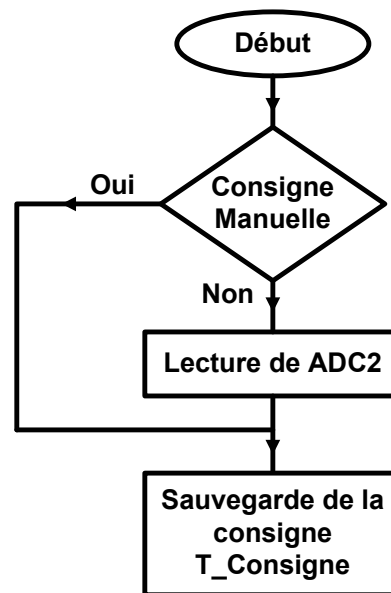 Début
Consigne
Manuelle
Oui
Non
Lecture de ADC2
Sauvegarde de la
consigne
T_Consigne